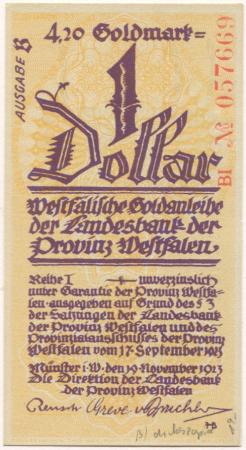 AUSGABE B
4,20 Goldmark=
1
Dollar
BI № 057669
Westfälische Goldanleihe
der Landesbank der
Provinz Westfalen
Reihe I unverzinslich
unter Garantie der Provinz Westfa-
len·ausgegeben auf Grund des § 3
der Satzungen der Landesbank
der Provinz Westfalen und des
Provinzialausschusses der Provinz
Westfalen vom 17·September 1923
Münster i·W·den 19·November 1923
Die Direktion der Landesbank
der Provinz Westfalen